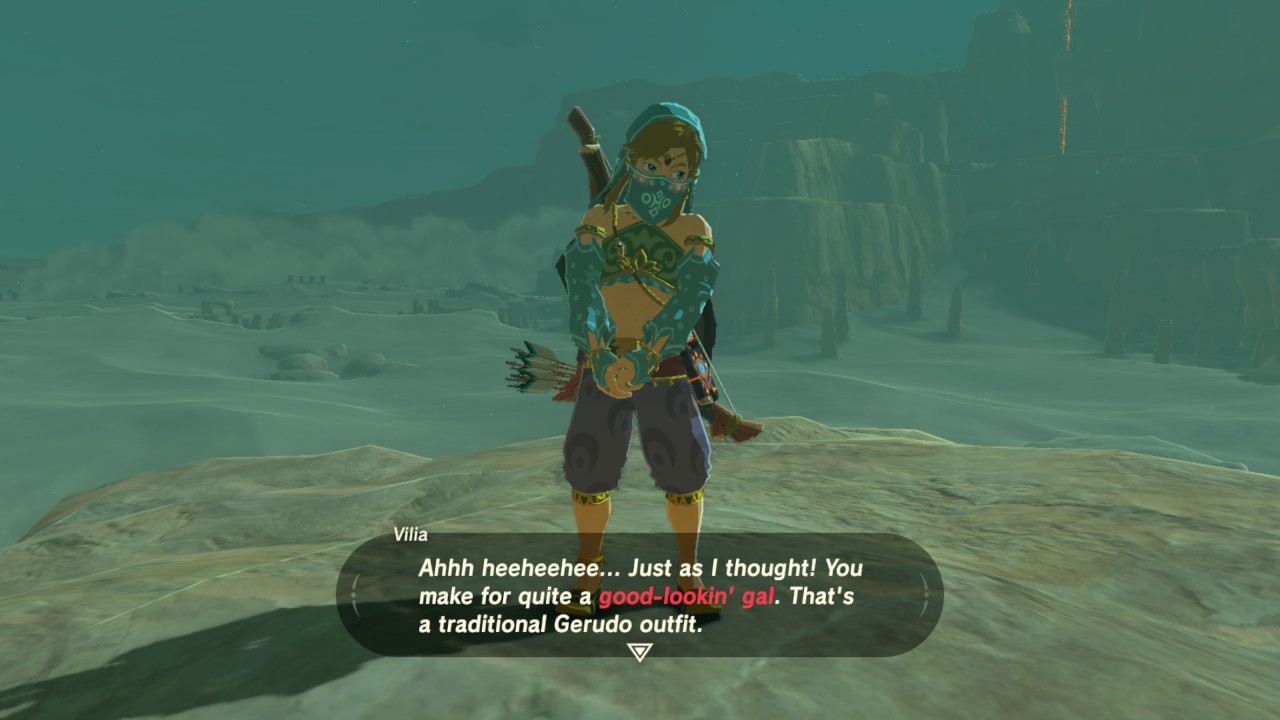 Vilia
Ahhh heeheehee... Just as I thought! You
make for quite a good-lookin' gal. That's
a traditional Gerudo outfit.